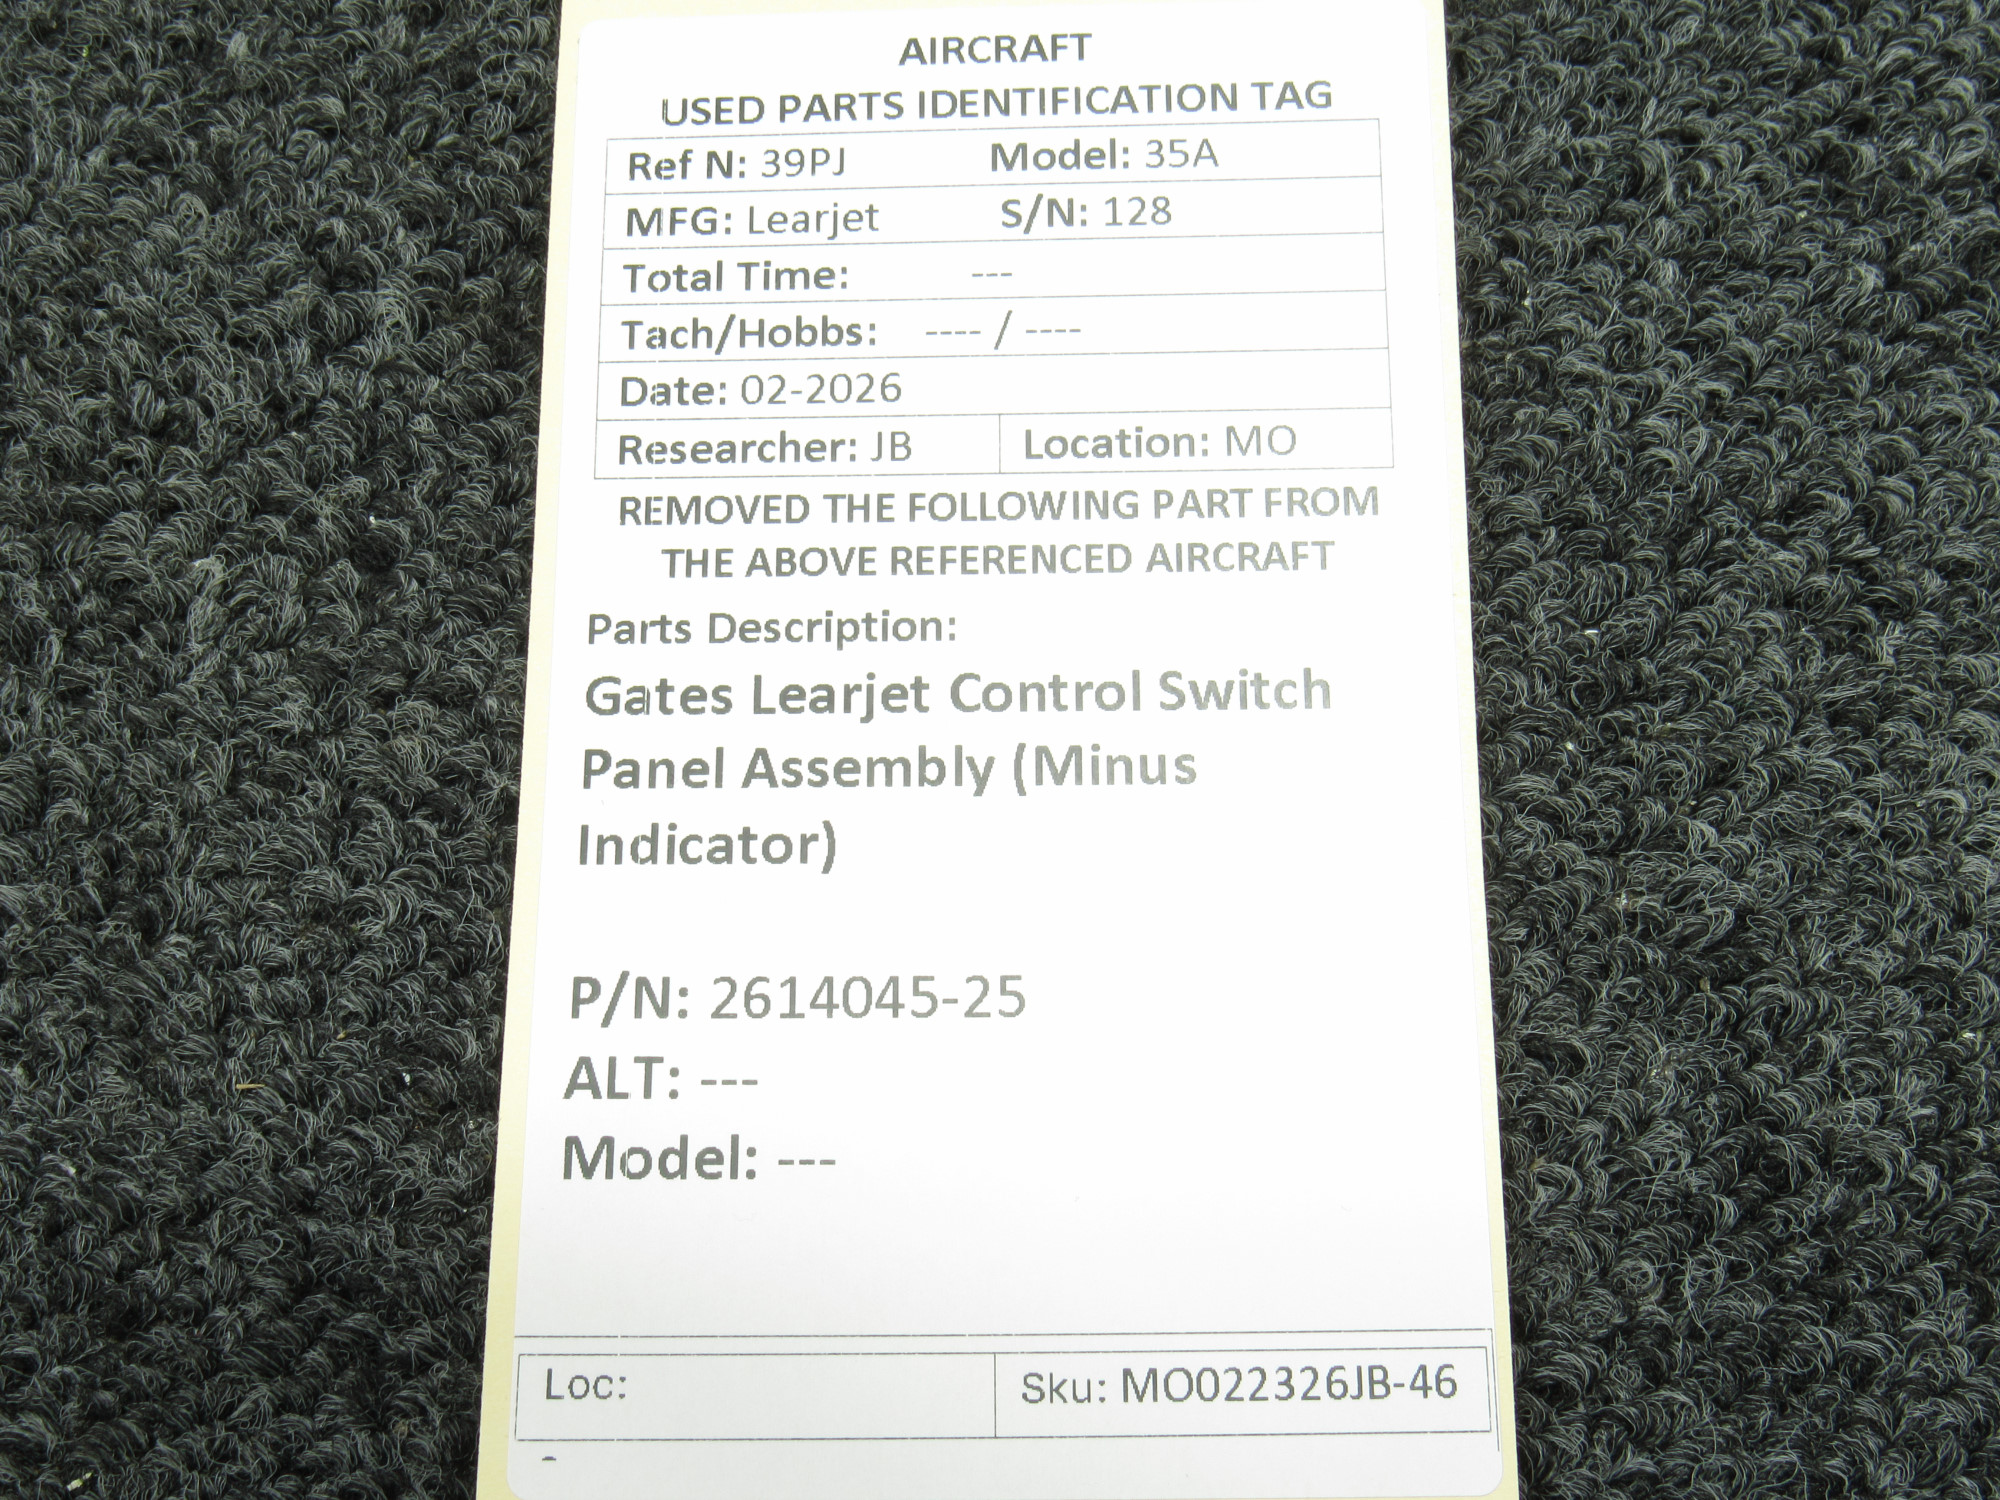 AIRCRAFT
USED PARTS IDENTIFICATION TAG
Ref N: 39PJ Model: 35A
MFG: Learjet S/N: 128
Total Time: ---
Tach/Hobbs: ---- / ----
Date: 02-2026
Researcher: JB Location: MO
REMOVED THE FOLLOWING PART FROM
THE ABOVE REFERENCED AIRCRAFT
Parts Description:
Gates Learjet Control Switch
Panel Assembly (Minus
Indicator)
P/N: 2614045-25
ALT: ---
Model: ---
Loc: Sku: MO022326JB-46